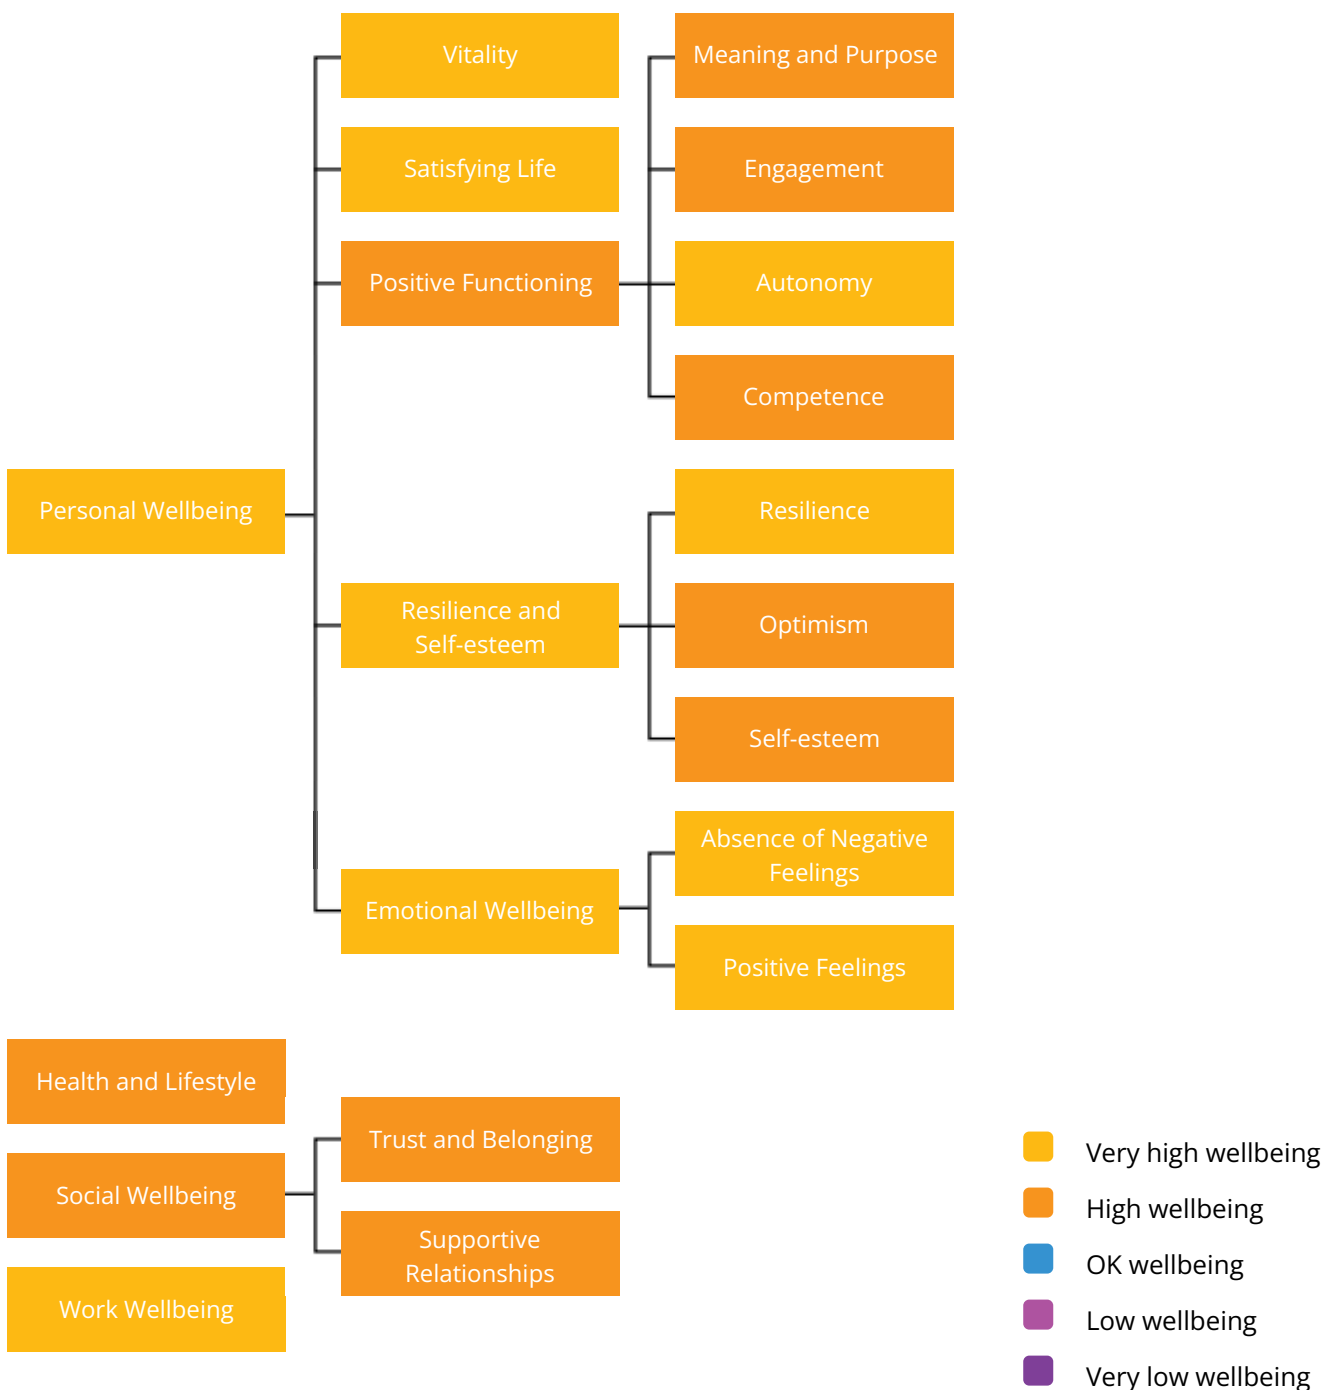 Vitality
Meaning and Purpose
Satisfying Life
Engagement
Positive Functioning
Autonomy
Competence
Personal Wellbeing
Resilience
Resilience and
Self-esteem
Optimism
Self-esteem
Absence of Negative
Feelings
Emotional Wellbeing
Positive Feelings
Health and Lifestyle
Trust and Belonging
Social Wellbeing
Supportive
Relationships
Work Wellbeing
Very high wellbeing
High wellbeing
OK wellbeing
Low wellbeing
Very low wellbeing